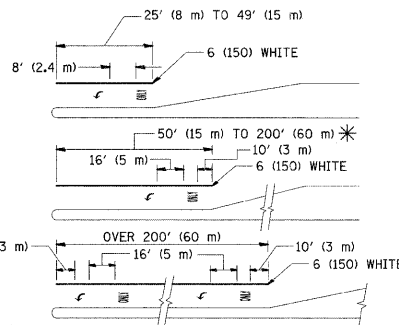 25' (8 m) TO 49' (15 m)
6 (150) WHITE
8' (2.4 m)
ONLY
50' (15 m) TO 200' (60 m) *
10' (3 m)
16' (5 m)
6 (150) WHITE
ONLY
OVER 200' (60 m)
3 m)
16' (5 m)
10' (3 m)
6 (150) WHITE
ONLY
ONLY